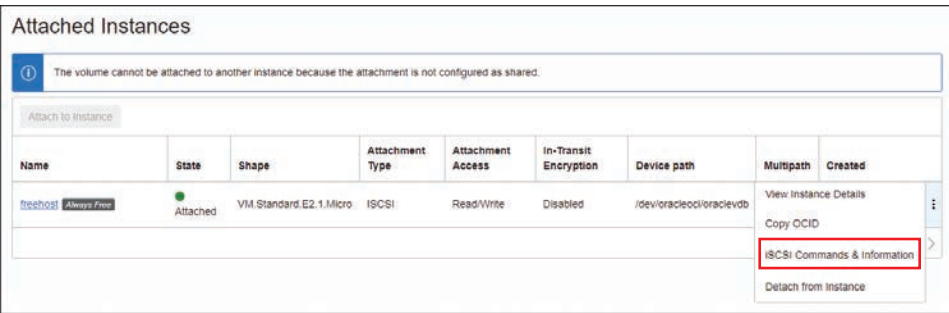 Attached Instances
The volume cannot be attached to another instance because the attachment is not configured as shared.
Attach to Instance
Name State Shape Attachment Type Attachment Access In-Transit Encryption Device path Multipath Created
freehost Always Free Attached VM.Standard.E2.1.Micro ISCSI Read/Write Disabled /dev/oracleoci/oraclevdb
View Instance Details
Copy OCID
iSCSI Commands & Information
Detach from Instance